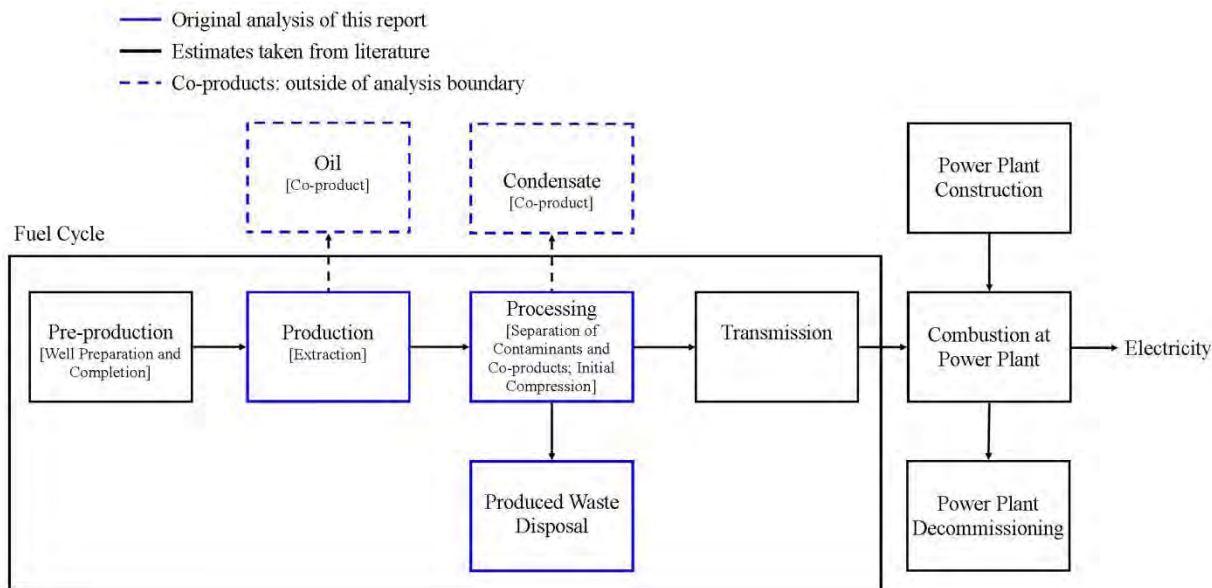 Original analysis of this report
Estimates taken from literature
Co-products: outside of analysis boundary
Oil
[Co-product]
Condensate
[Co-product]
Power Plant
Construction
Fuel Cycle
Pre-production
[Well Preparation and
Completion]
Production
[Extraction]
Processing
[Separation of
Contaminants and
Co-products; Initial
Compression]
Transmission
Combustion at
Power Plant
Electricity
Produced Waste
Disposal
Power Plant
Decommissioning